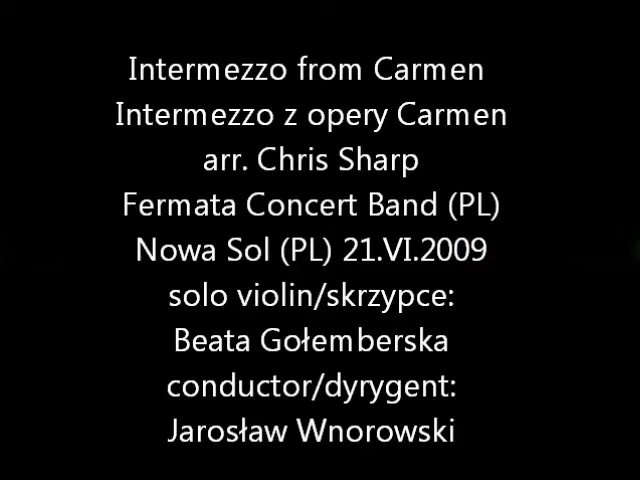 Intermezzo from Carmen
Intermezzo z opery Carmen
arr. Chris Sharp
Fermata Concert Band (PL)
Nowa Sol (PL) 21.VI.2009
solo violin/skrzypce:
Beata Gołemberska
conductor/dyrygent:
Jarosław Wnorowski